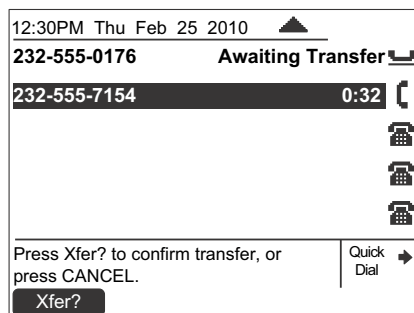 12:30PM Thu Feb 25 2010
232-555-0176 Awaiting Transfer
232-555-7154 0:32
Press Xfer? to confirm transfer, or
press CANCEL.
Quick
Dial
Xfer?